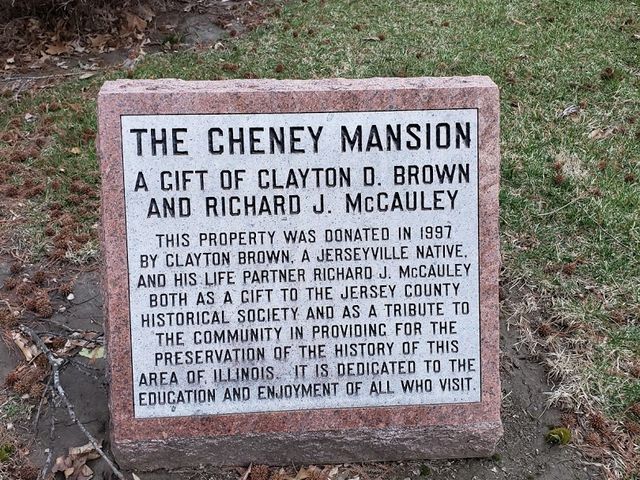 THE CHENEY MANSION
A GIFT OF CLAYTON D. BROWN
AND RICHARD J. McCAULEY
THIS PROPERTY WAS DONATED IN 1997
BY CLAYTON BROWN, A JERSEYVILLE NATIVE,
AND HIS LIFE PARTNER RICHARD J. McCAULEY
BOTH AS A GIFT TO THE JERSEY COUNTY
HISTORICAL SOCIETY AND AS A TRIBUTE TO
THE COMMUNITY IN PROVIDING FOR THE
PRESERVATION OF THE HISTORY OF THIS
AREA OF ILLINOIS. IT IS DEDICATED TO THE
EDUCATION AND ENJOYMENT OF ALL WHO VISIT.